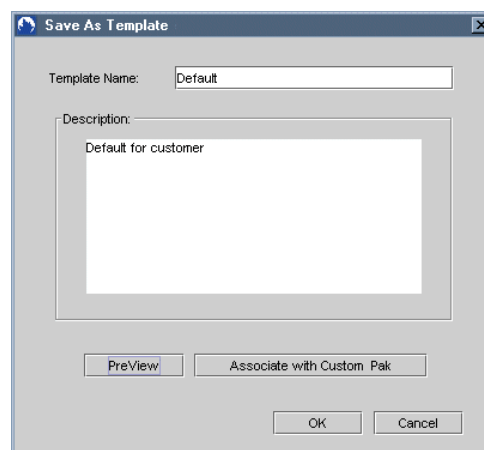 Save As Template
Template Name: Default
Description:
Default for customer
PreView Associate with Custom Pak
OK Cancel